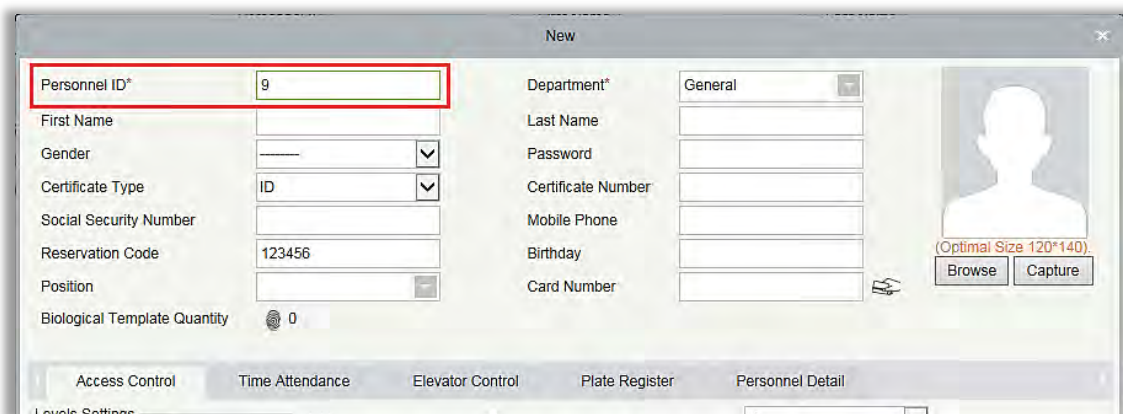 New
Personnel ID* 9 Department* General
First Name Last Name
Gender -------- Password
Certificate Type ID Certificate Number
Social Security Number Mobile Phone
Reservation Code 123456 Birthday
(Optimal Size 120*140).
Browse Capture
Position Card Number
Biological Template Quantity 0
Access Control Time Attendance Elevator Control Plate Register Personnel Detail
Levels Settings